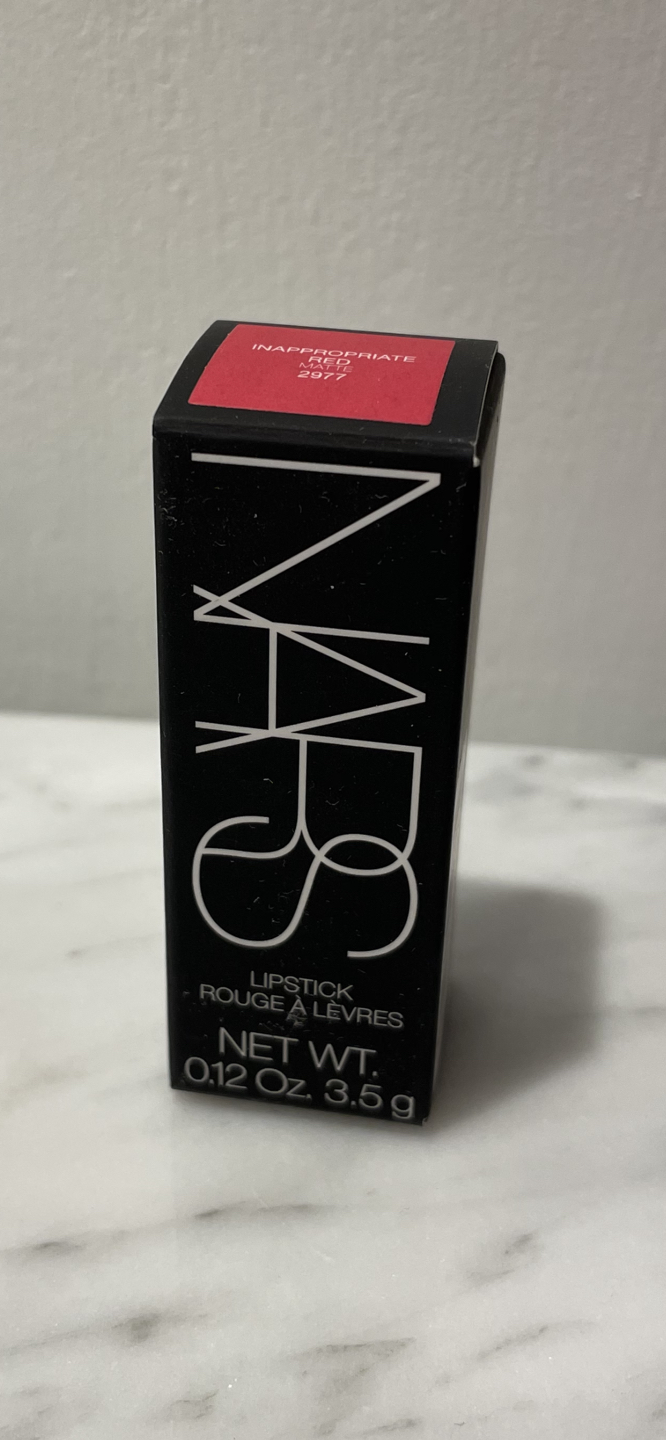 INAPPROPRIATE
RED
MATTE
2977
NARS
LIPSTICK
ROUGE À LÈVRES
NET WT.
0.12 Oz. 3.5 g